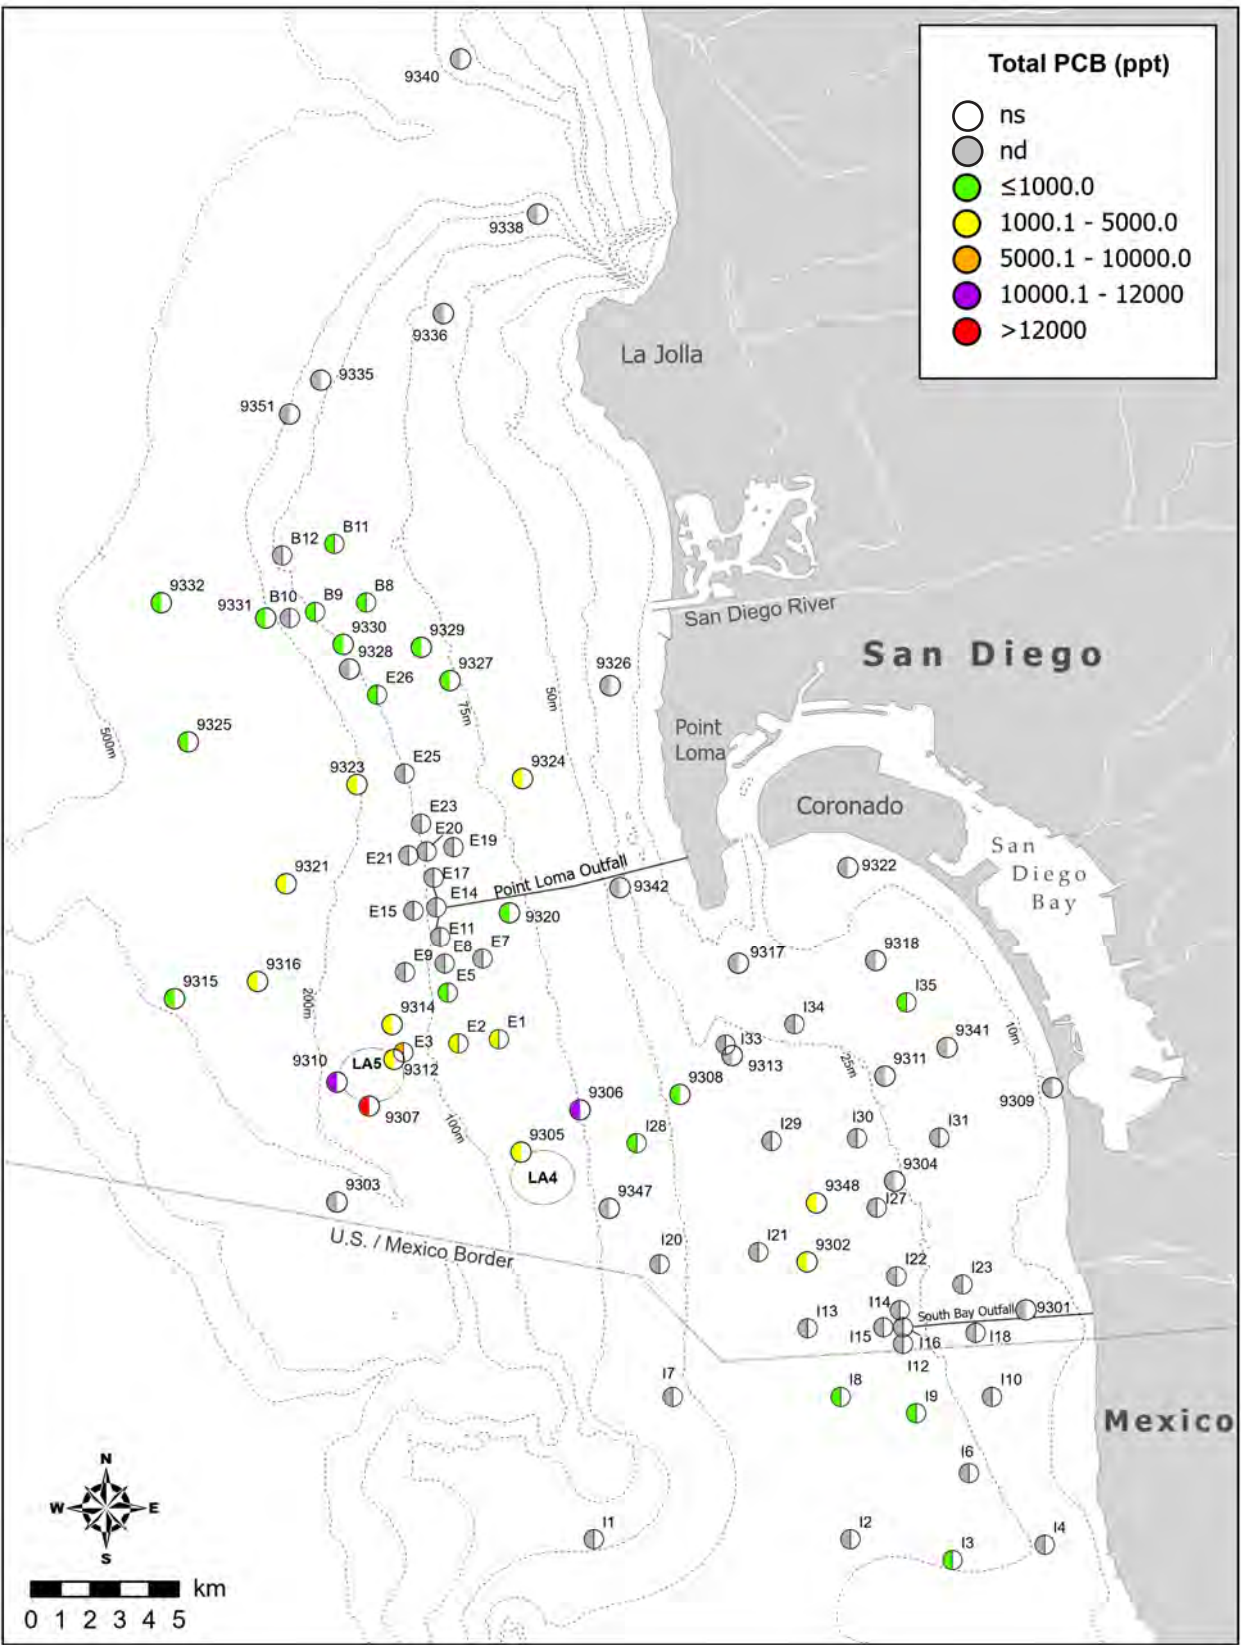 Total PCB (ppt)
ns
nd
≤1000.0
1000.1 - 5000.0
5000.1 - 10000.0
10000.1 - 12000
>12000
9340
9338
9336
La Jolla
9335
9351
B11
B12
9332
B8
B9
B10
9331
San Diego River
9330
9329
San Diego
9328
9327
9326
E26
50m
75m
Point
Loma
9325
500m
9323
E25
9324
Coronado
E23
E20
E19
E21
San
Diego
Bay
Point Loma Outfall
9321
E17
9322
9342
E14
E15
9320
E11
9318
E8
E7
9317
E9
9316
E5
9315
I35
200m
9314
I34
E2
E1
10m
I33
9341
E3
9310
LA5
9312
9313
9311
25m
9308
9309
9306
9307
100m
I28
I29
I30
I31
9305
LA4
9304
9303
9347
9348
I27
U.S. / Mexico Border
I20
I21
9302
I22
I23
I14
South Bay Outfall
9301
I13
I15
I16
I18
I12
I7
I8
I9
I10
Mexico
I6
N
W
E
S
I1
I2
I3
I4
km
0 1 2 3 4 5